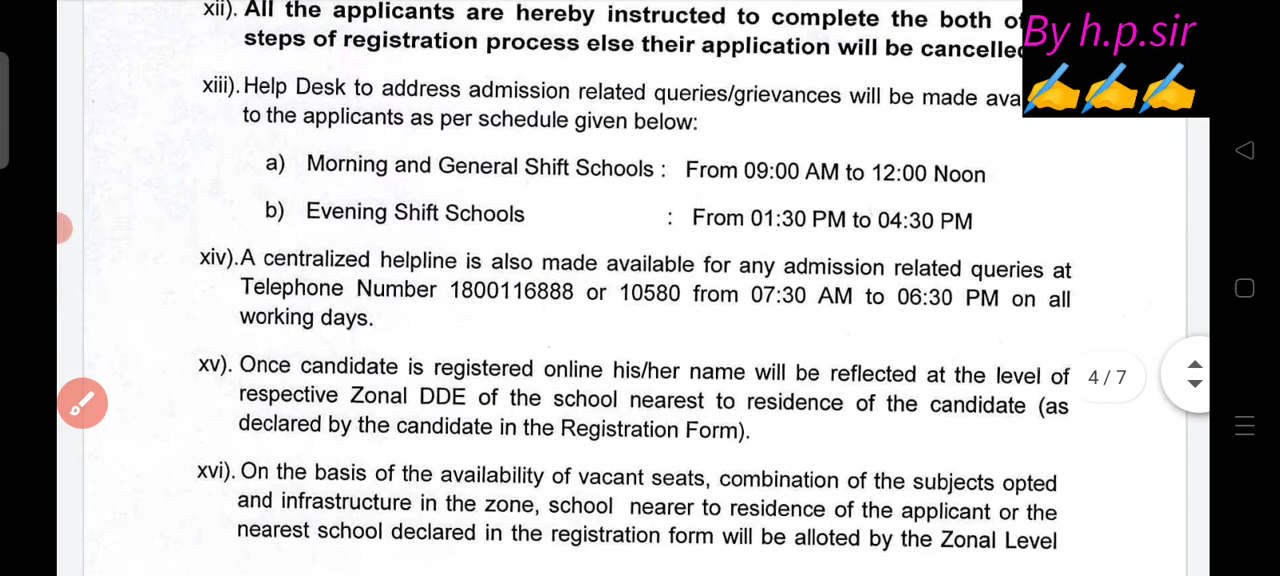 xii). All the applicants are hereby instructed to complete the both of
steps of registration process else their application will be cancelled
By h.p.sir
xiii). Help Desk to address admission related queries/grievances will be made ava
to the applicants as per schedule given below:
a) Morning and General Shift Schools : From 09:00 AM to 12:00 Noon
b) Evening Shift Schools : From 01:30 PM to 04:30 PM
xiv). A centralized helpline is also made available for any admission related queries at
Telephone Number 1800116888 or 10580 from 07:30 AM to 06:30 PM on all
working days.
xv). Once candidate is registered online his/her name will be reflected at the level of
respective Zonal DDE of the school nearest to residence of the candidate (as
declared by the candidate in the Registration Form).
4 / 7
xvi). On the basis of the availability of vacant seats, combination of the subjects opted
and infrastructure in the zone, school nearer to residence of the applicant or the
nearest school declared in the registration form will be alloted by the Zonal Level